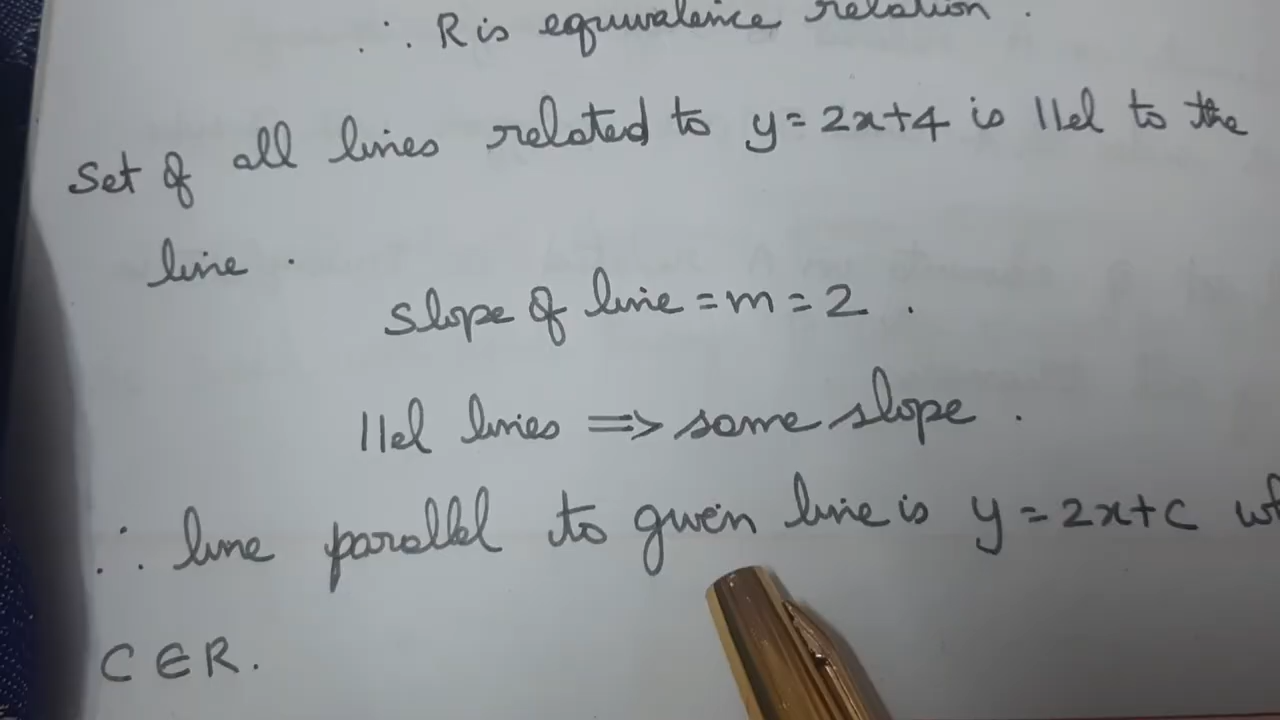 ∴ R is equivalence relation.
Set of all lines related to y = 2x+4 is ||el to the
line.
slope of line = m = 2.
||el lines => same slope.
∴ line parallel to given line is y = 2x+c
C ∈ R.